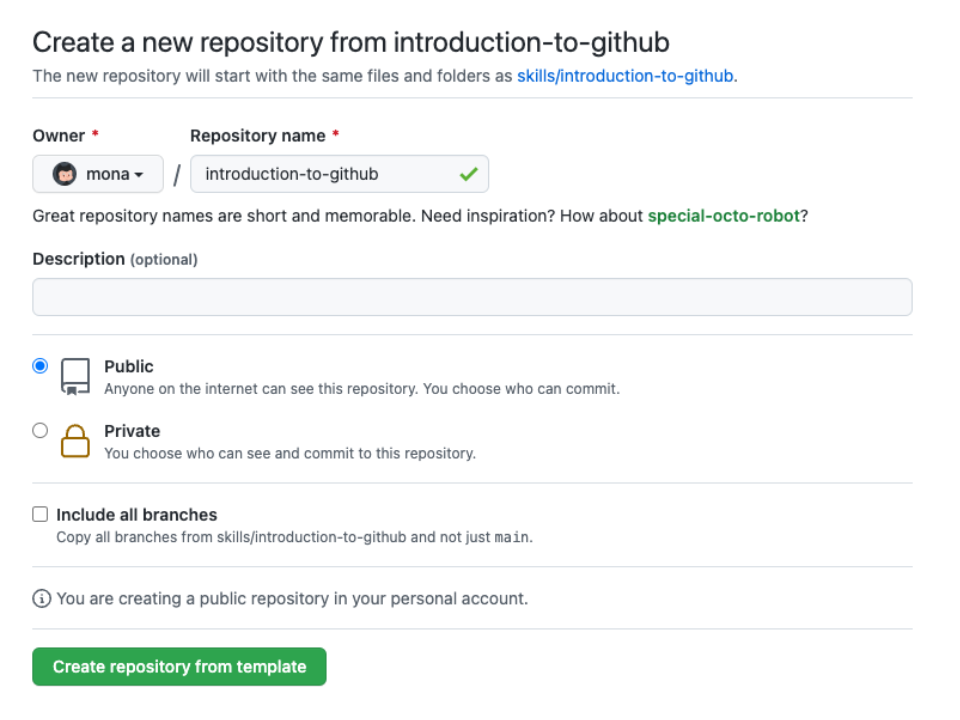 Create a new repository from introduction-to-github
The new repository will start with the same files and folders as skills/introduction-to-github.
Owner * Repository name *
mona / introduction-to-github
Great repository names are short and memorable. Need inspiration? How about special-octo-robot?
Description (optional)
Public
Anyone on the internet can see this repository. You choose who can commit.
Private
You choose who can see and commit to this repository.
Include all branches
Copy all branches from skills/introduction-to-github and not just main.
You are creating a public repository in your personal account.
Create repository from template